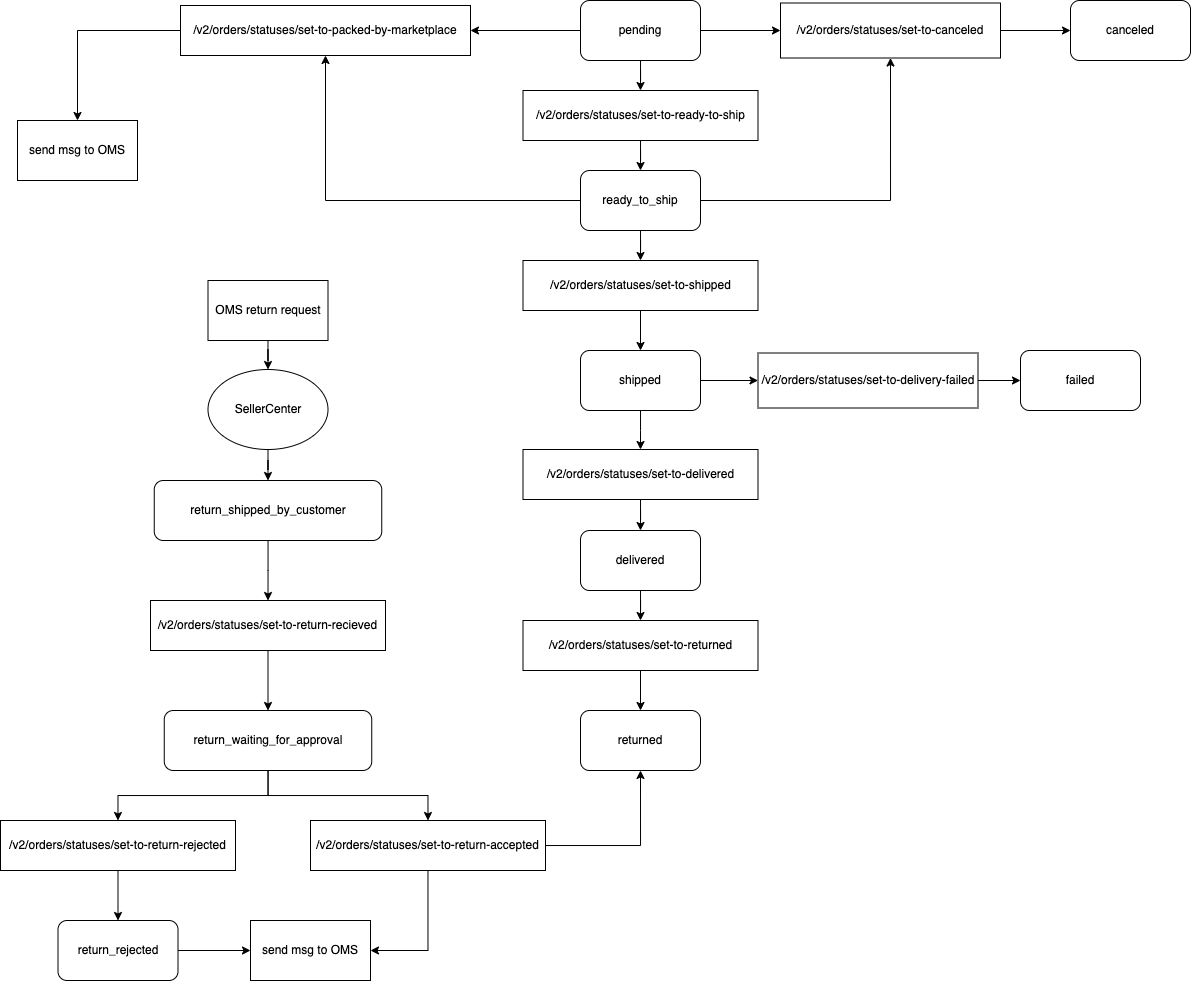 /v2/orders/statuses/set-to-packed-by-marketplace
pending
/v2/orders/statuses/set-to-canceled
canceled
/v2/orders/statuses/set-to-ready-to-ship
send msg to OMS
ready_to_ship
/v2/orders/statuses/set-to-shipped
OMS return request
shipped
/v2/orders/statuses/set-to-delivery-failed
failed
SellerCenter
/v2/orders/statuses/set-to-delivered
return_shipped_by_customer
delivered
/v2/orders/statuses/set-to-return-recieved
/v2/orders/statuses/set-to-returned
return_waiting_for_approval
returned
/v2/orders/statuses/set-to-return-rejected
/v2/orders/statuses/set-to-return-accepted
return_rejected
send msg to OMS